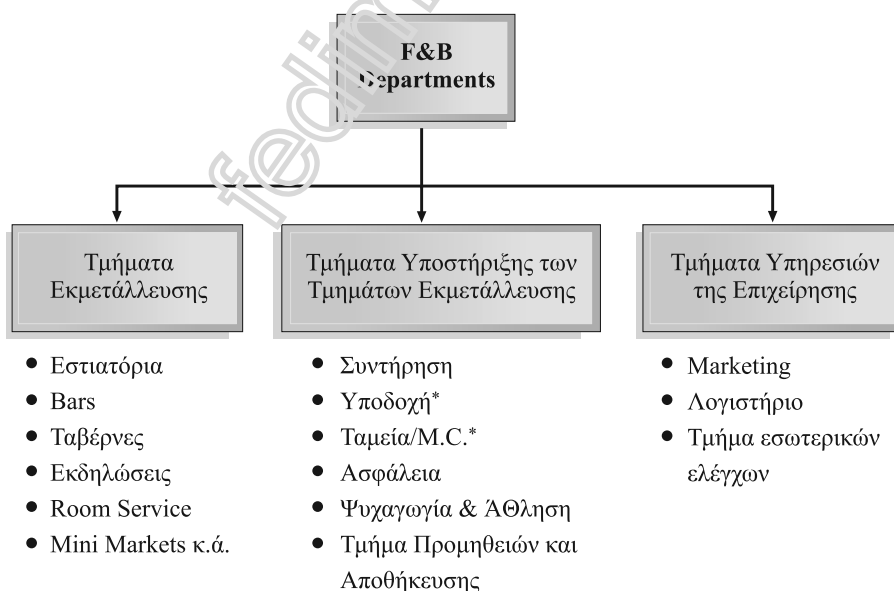 F&B
Departments
Τμήματα
Εκμετάλλευσης
Τμήματα Υποστήριξης των
Τμημάτων Εκμετάλλευσης
Τμήματα Υπηρεσιών
της Επιχείρησης
● Εστιατόρια
● Bars
● Ταβέρνες
● Εκδηλώσεις
● Room Service
● Mini Markets κ.ά.
● Συντήρηση
● Υποδοχή*
● Ταμεία/M.C.*
● Ασφάλεια
● Ψυχαγωγία & ΆΘληση
● Τμήμα Προμηθειών και
Αποθήκευσης
● Marketing
● Λογιστήριο
● Τμήμα εσωτερικών
ελέγχων